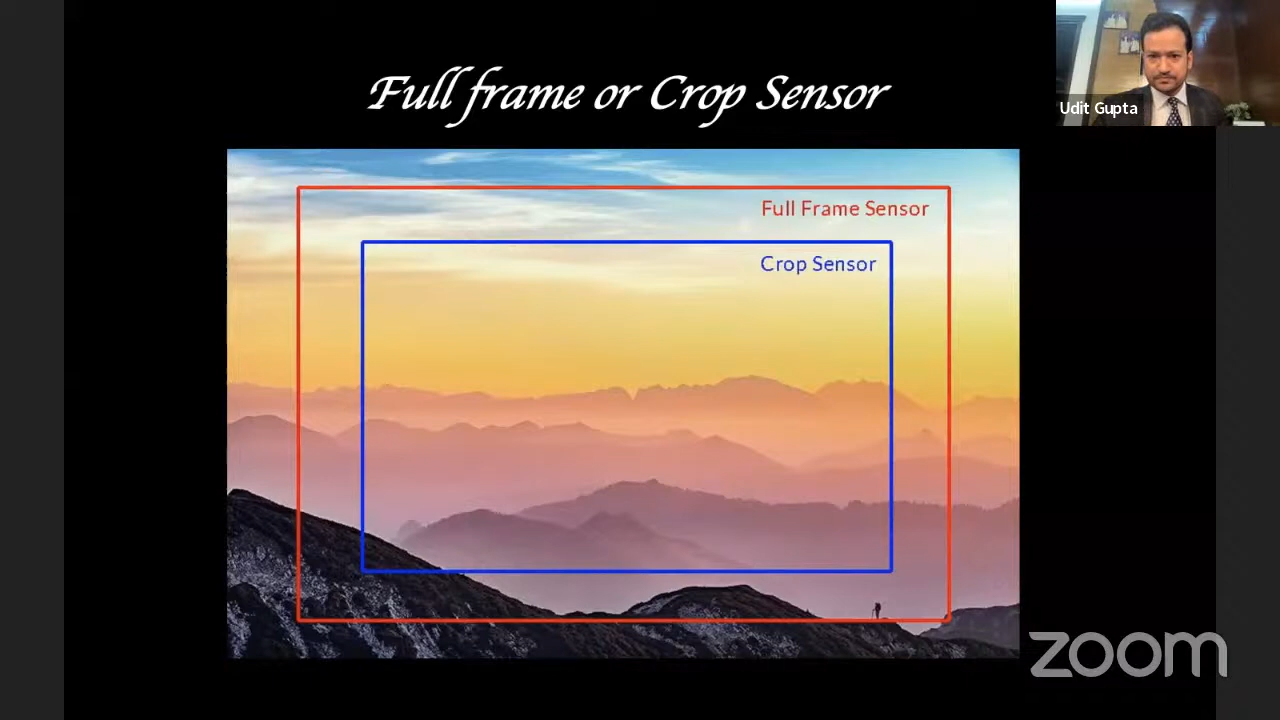 Full frame or Crop Sensor
Udit Gupta
Full Frame Sensor
Crop Sensor
zoom